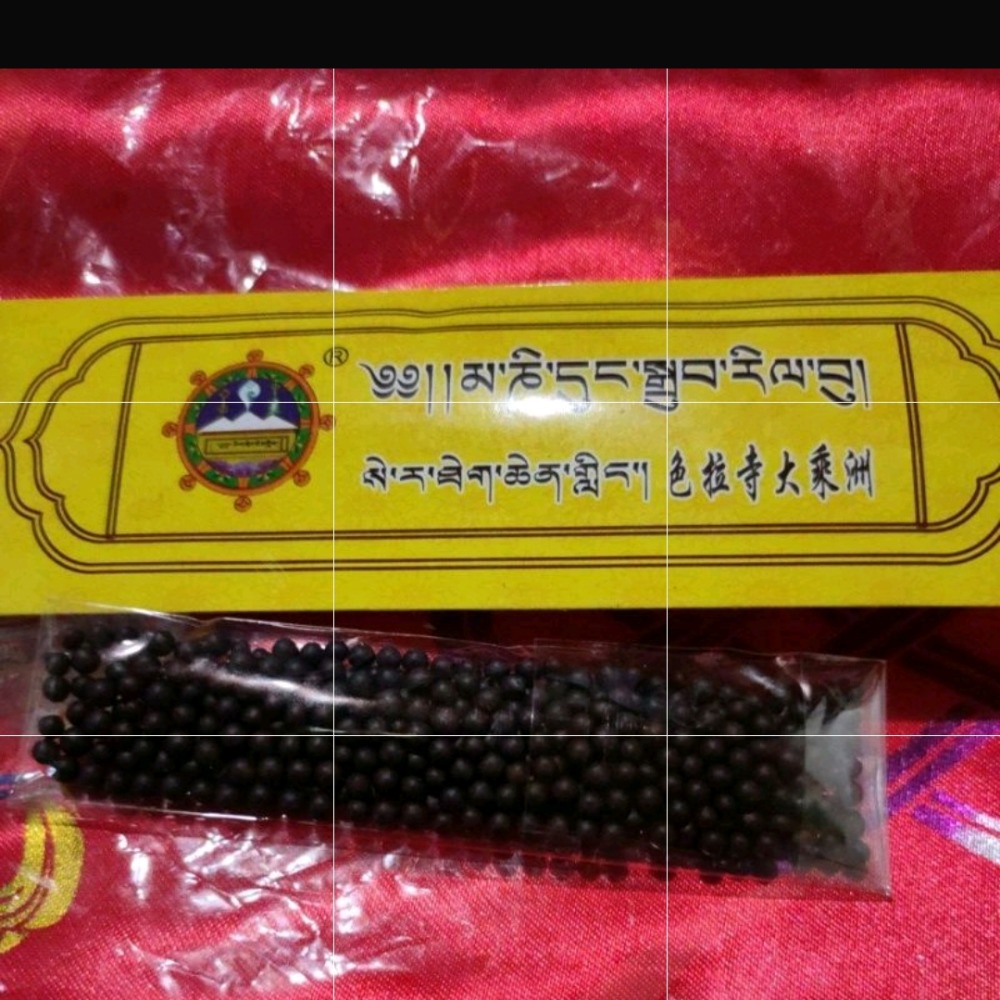 ༄༅།།མ་ཎི་དུང་སྒྲུབ་རིལ་བུ།
སེ་ར་ཐེག་ཆེན་གླིང་།། 色拉寺大乘洲
®